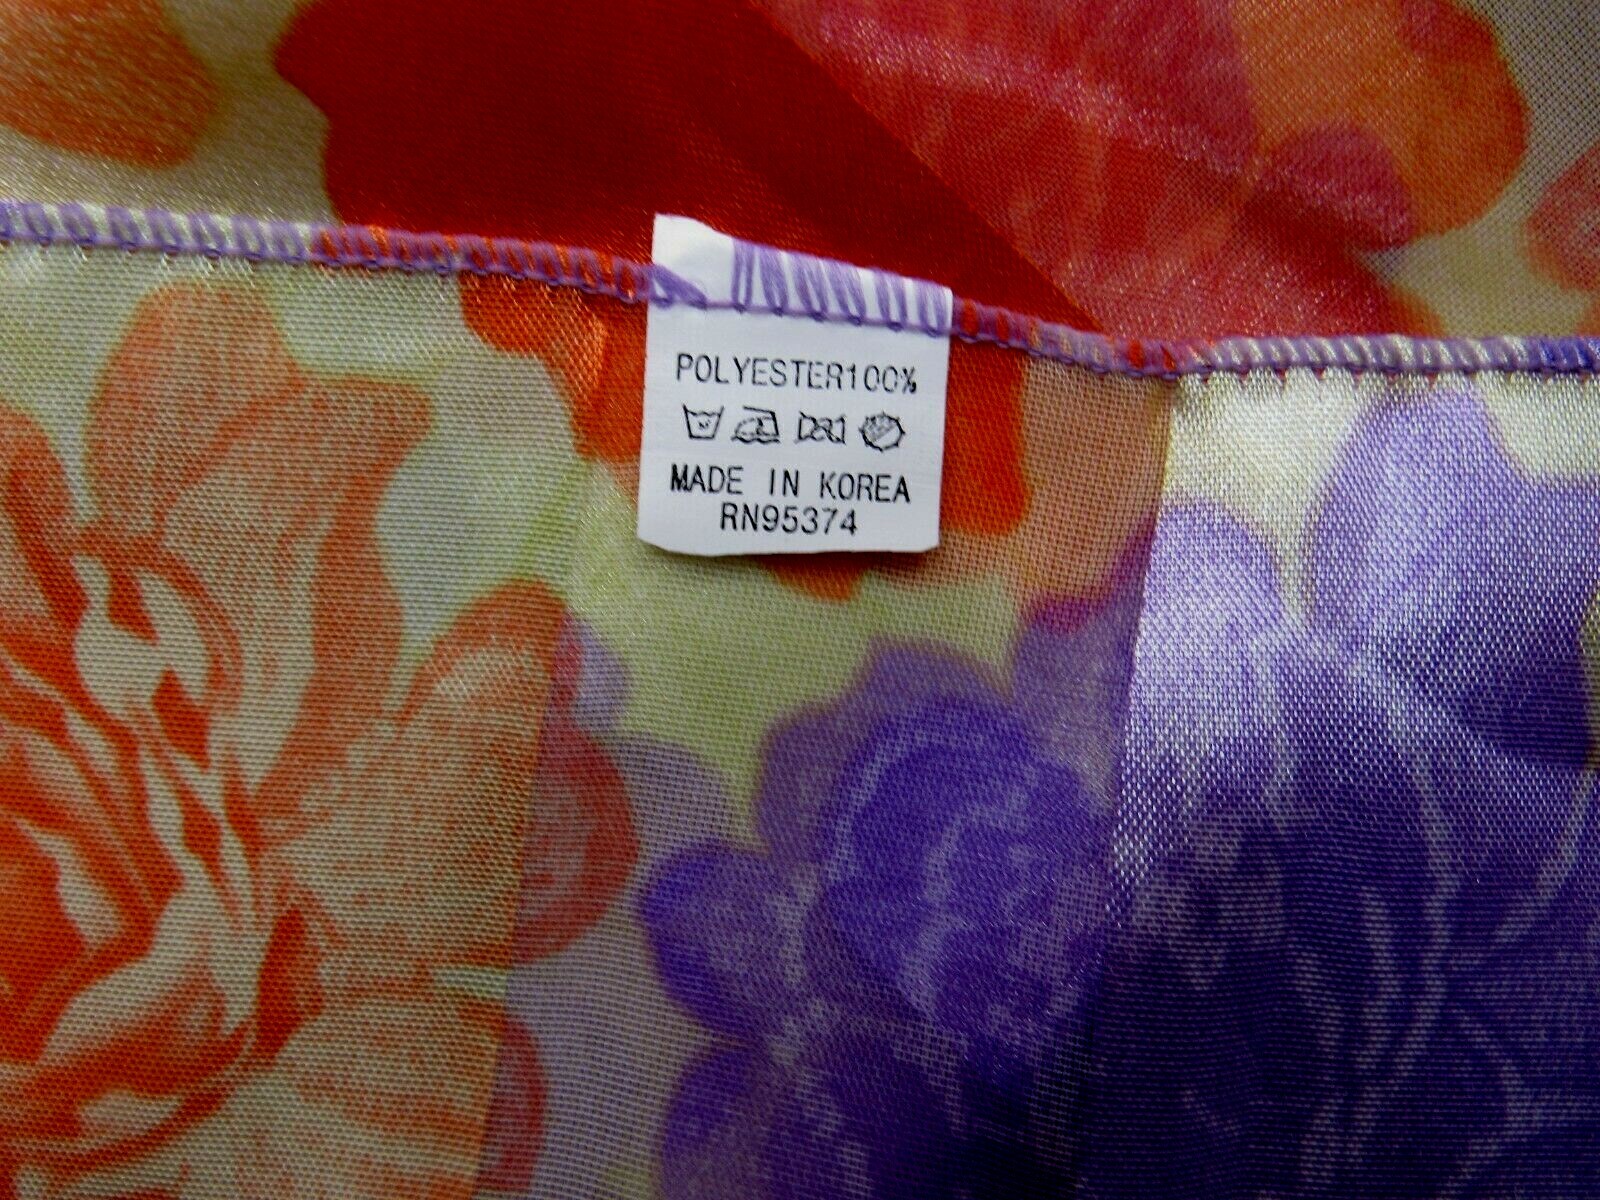 POLYESTER100%
MADE IN KOREA
RN95374